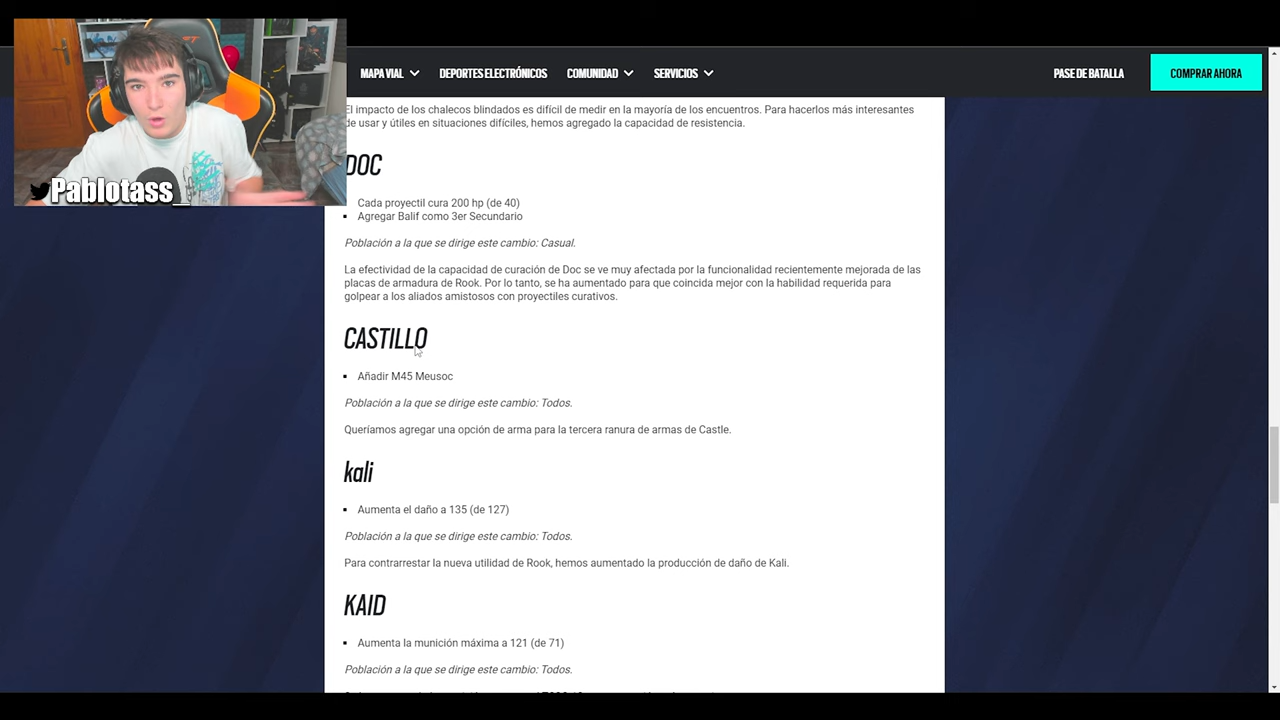 MAPA VIAL
DEPORTES ELECTRÓNICOS
COMUNIDAD
SERVICIOS
PASE DE BATALLA
COMPRAR AHORA
Pablotass_
El impacto de los chalecos blindados es difícil de medir en la mayoría de los encuentros. Para hacerlos más interesantes
de usar y útiles en situaciones difíciles, hemos agregado la capacidad de resistencia.
DOC
Cada proyectil cura 200 hp (de 40)
Agregar Balif como 3er Secundario
Población a la que se dirige este cambio: Casual.
La efectividad de la capacidad de curación de Doc se ve muy afectada por la funcionalidad recientemente mejorada de las
placas de armadura de Rook. Por lo tanto, se ha aumentado para que coincida mejor con la habilidad requerida para
golpear a los aliados amistosos con proyectiles curativos.
CASTILLO
Añadir M45 Meusoc
Población a la que se dirige este cambio: Todos.
Queríamos agregar una opción de arma para la tercera ranura de armas de Castle.
kali
Aumenta el daño a 135 (de 127)
Población a la que se dirige este cambio: Todos.
Para contrarrestar la nueva utilidad de Rook, hemos aumentado la producción de daño de Kali.
KAID
Aumenta la munición máxima a 121 (de 71)
Población a la que se dirige este cambio: Todos.